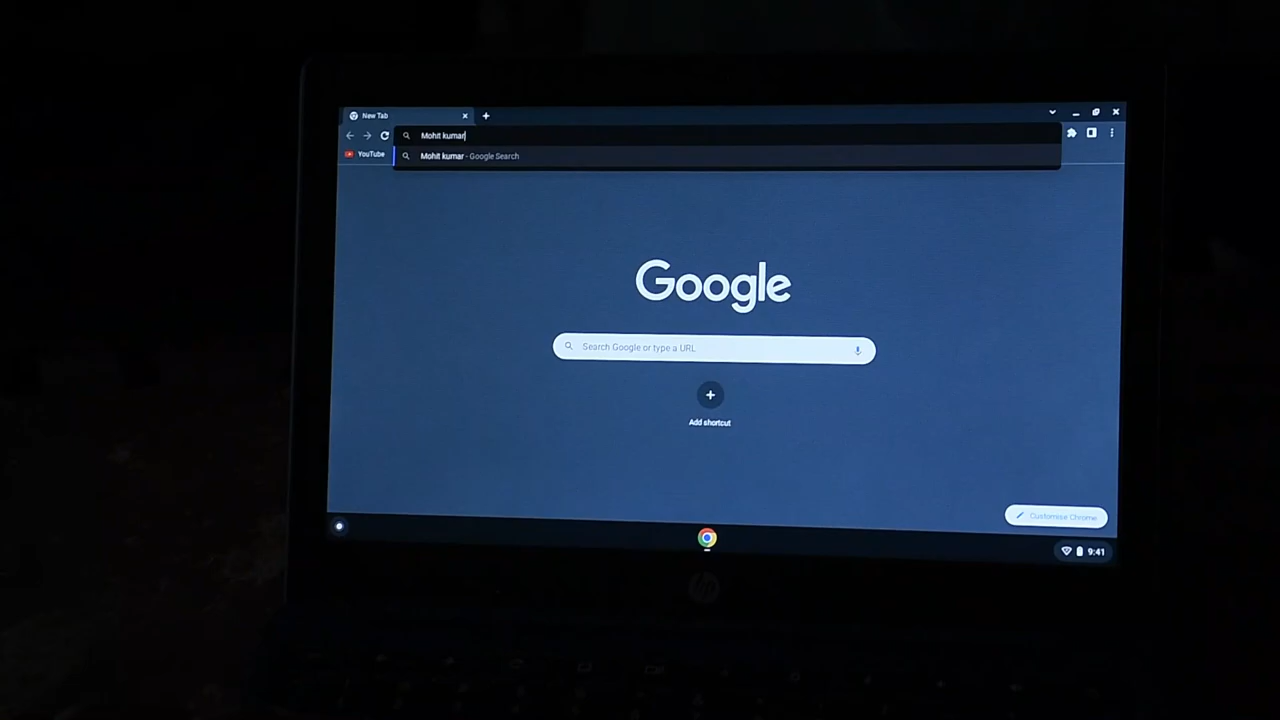 New Tab
Mohit kumar
YouTube
Mohit kumar - Google Search
Google
Search Google or type a URL
Add shortcut
Customise Chrome
9:41
hp